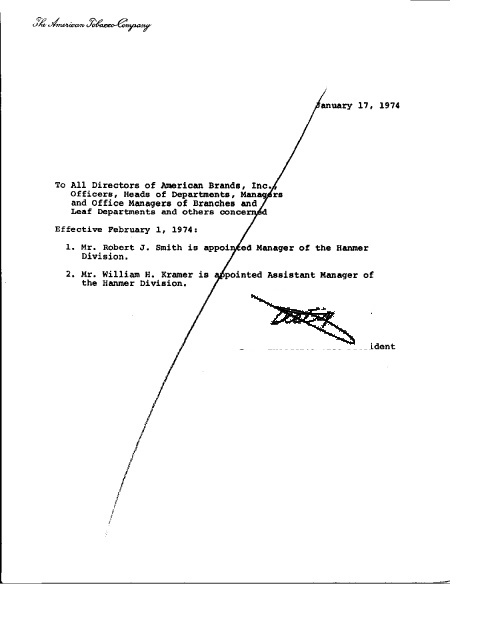 The American Tobacco Company
January 17, 1974
To All Directors of American Brands, Inc.,
Officers, Heads of Departments, Managers
and Office Managers of Branches and
Leaf Departments and others concerned
Effective February 1, 1974:
1. Mr. Robert J. Smith is appointed Manager of the Hanmer
Division.
2. Mr. William H. Kramer is appointed Assistant Manager of
the Hanmer Division.
ident